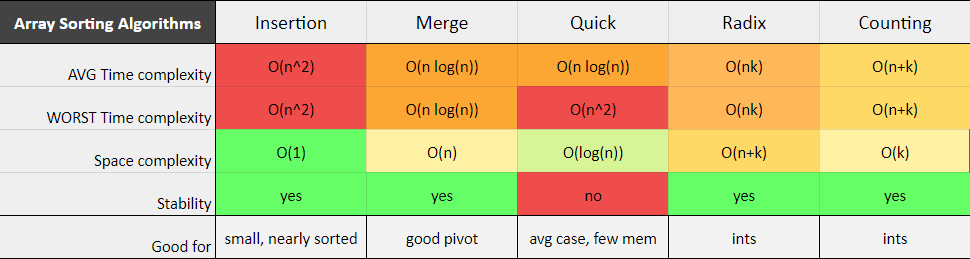 Array Sorting Algorithms Insertion Merge Quick Radix Counting
AVG Time complexity O(n^2) O(n log(n)) O(n log(n)) O(nk) O(n+k)
WORST Time complexity O(n^2) O(n log(n)) O(n^2) O(nk) O(n+k)
Space complexity O(1) O(n) O(log(n)) O(n+k) O(k)
Stability yes yes no yes yes
Good for small, nearly sorted good pivot avg case, few mem ints ints